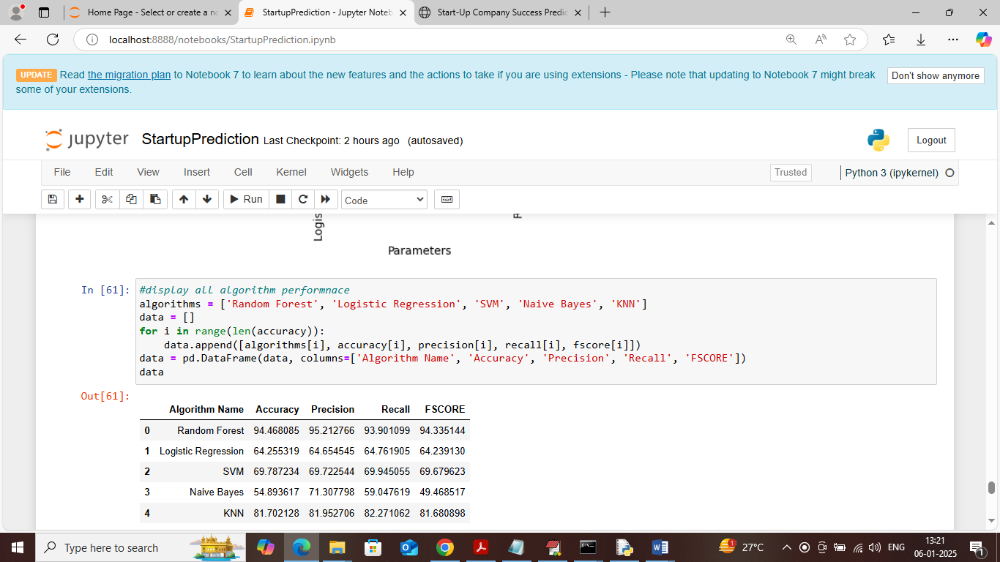 Home Page - Select or create a no
StartupPrediction - Jupyter Noteb
Start-Up Company Success Predic
localhost:8888/notebooks/StartupPrediction.ipynb
UPDATE Read the migration plan to Notebook 7 to learn about the new features and the actions to take if you are using extensions - Please note that updating to Notebook 7 might break
some of your extensions.
Don't show anymore
jupyter StartupPrediction Last Checkpoint: 2 hours ago (autosaved)
Logout
File Edit View Insert Cell Kernel Widgets Help
Trusted
Python 3 (ipykernel)
Run
Code
Logis
Parameters
In [61]:
#display all algorithm performnace
algorithms = ['Random Forest', 'Logistic Regression', 'SVM', 'Naive Bayes', 'KNN']
data = []
for i in range(len(accuracy)):
    data.append([algorithms[i], accuracy[i], precision[i], recall[i], fscore[i]])
data = pd.DataFrame(data, columns=['Algorithm Name', 'Accuracy', 'Precision', 'Recall', 'FSCORE'])
data
Out[61]:
Algorithm Name Accuracy Precision Recall FSCORE
0 Random Forest 94.468085 95.212766 93.901099 94.335144
1 Logistic Regression 64.255319 64.654545 64.761905 64.239130
2 SVM 69.787234 69.722544 69.945055 69.679623
3 Naive Bayes 54.893617 71.307798 59.047619 49.468517
4 KNN 81.702128 81.952706 82.271062 81.680898
Type here to search
27°C
ENG
13:21
06-01-2025
1